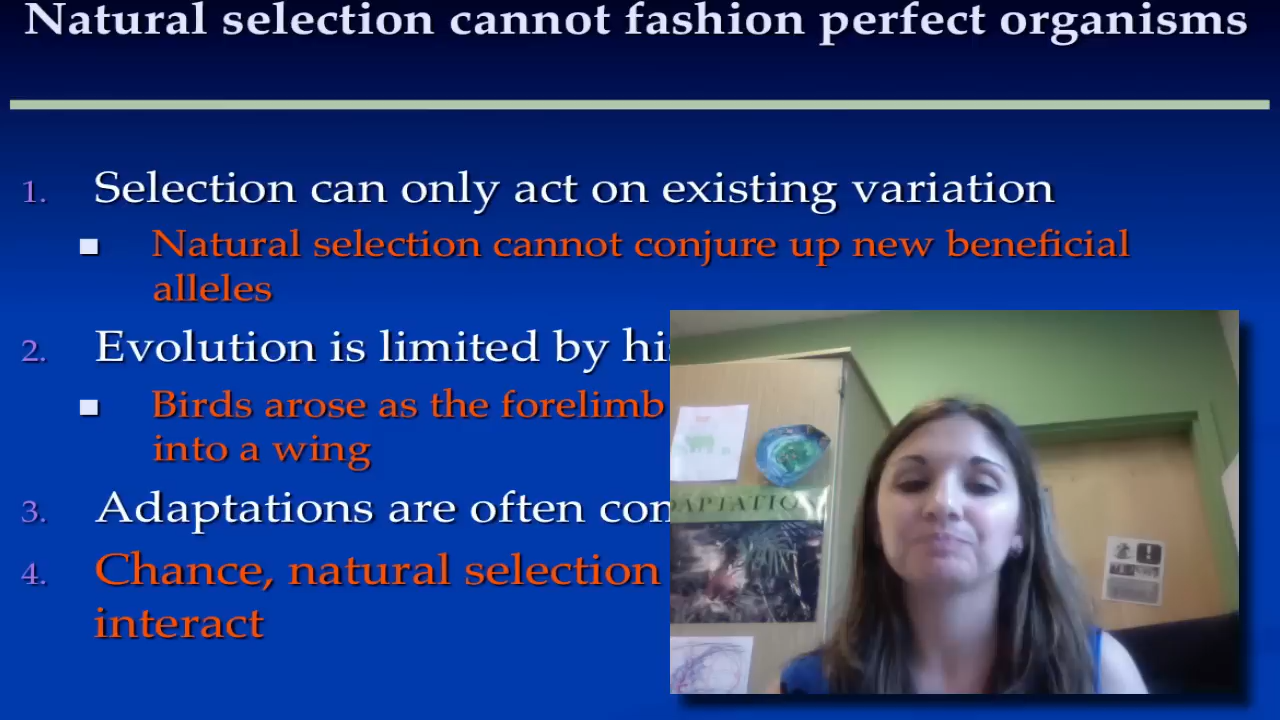 Natural selection cannot fashion perfect organisms
1. Selection can only act on existing variation
Natural selection cannot conjure up new beneficial
alleles
2. Evolution is limited by his
Birds arose as the forelimb
into a wing
3. Adaptations are often con
4. Chance, natural selection
interact
DAPTATIO